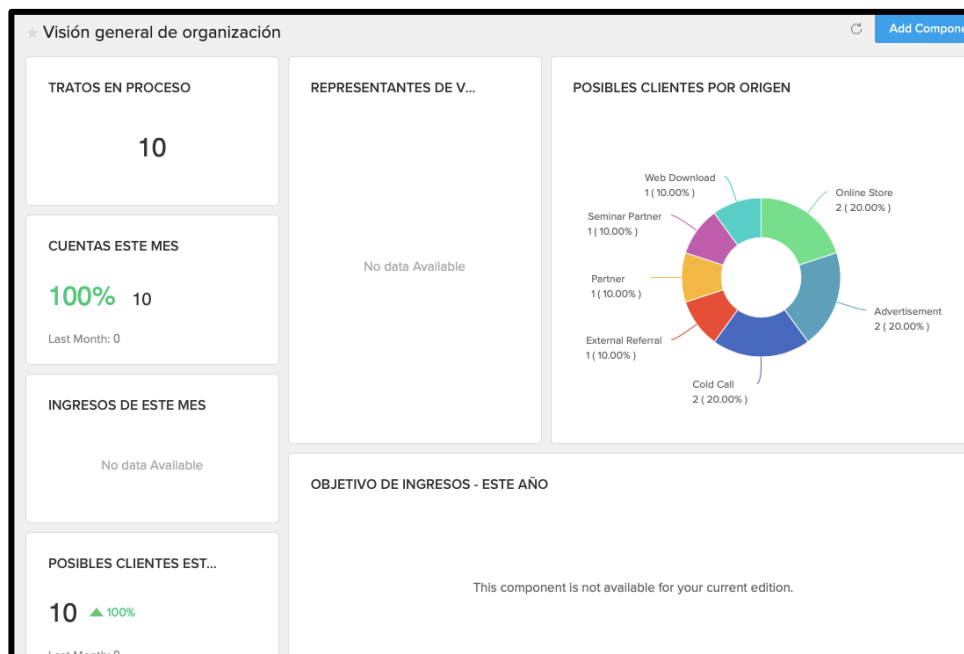 Visión general de organización
Add Compone
TRATOS EN PROCESO
10
CUENTAS ESTE MES
100% 10
Last Month: 0
INGRESOS DE ESTE MES
No data Available
POSIBLES CLIENTES EST...
10 100%
Last Month: 0
REPRESENTANTES DE V...
No data Available
POSIBLES CLIENTES POR ORIGEN
Web Download
1 ( 10.00% )
Online Store
2 ( 20.00% )
Seminar Partner
1 ( 10.00% )
Partner
1 ( 10.00% )
Advertisement
2 ( 20.00% )
External Referral
1 ( 10.00% )
Cold Call
2 ( 20.00% )
OBJETIVO DE INGRESOS - ESTE AÑO
This component is not available for your current edition.